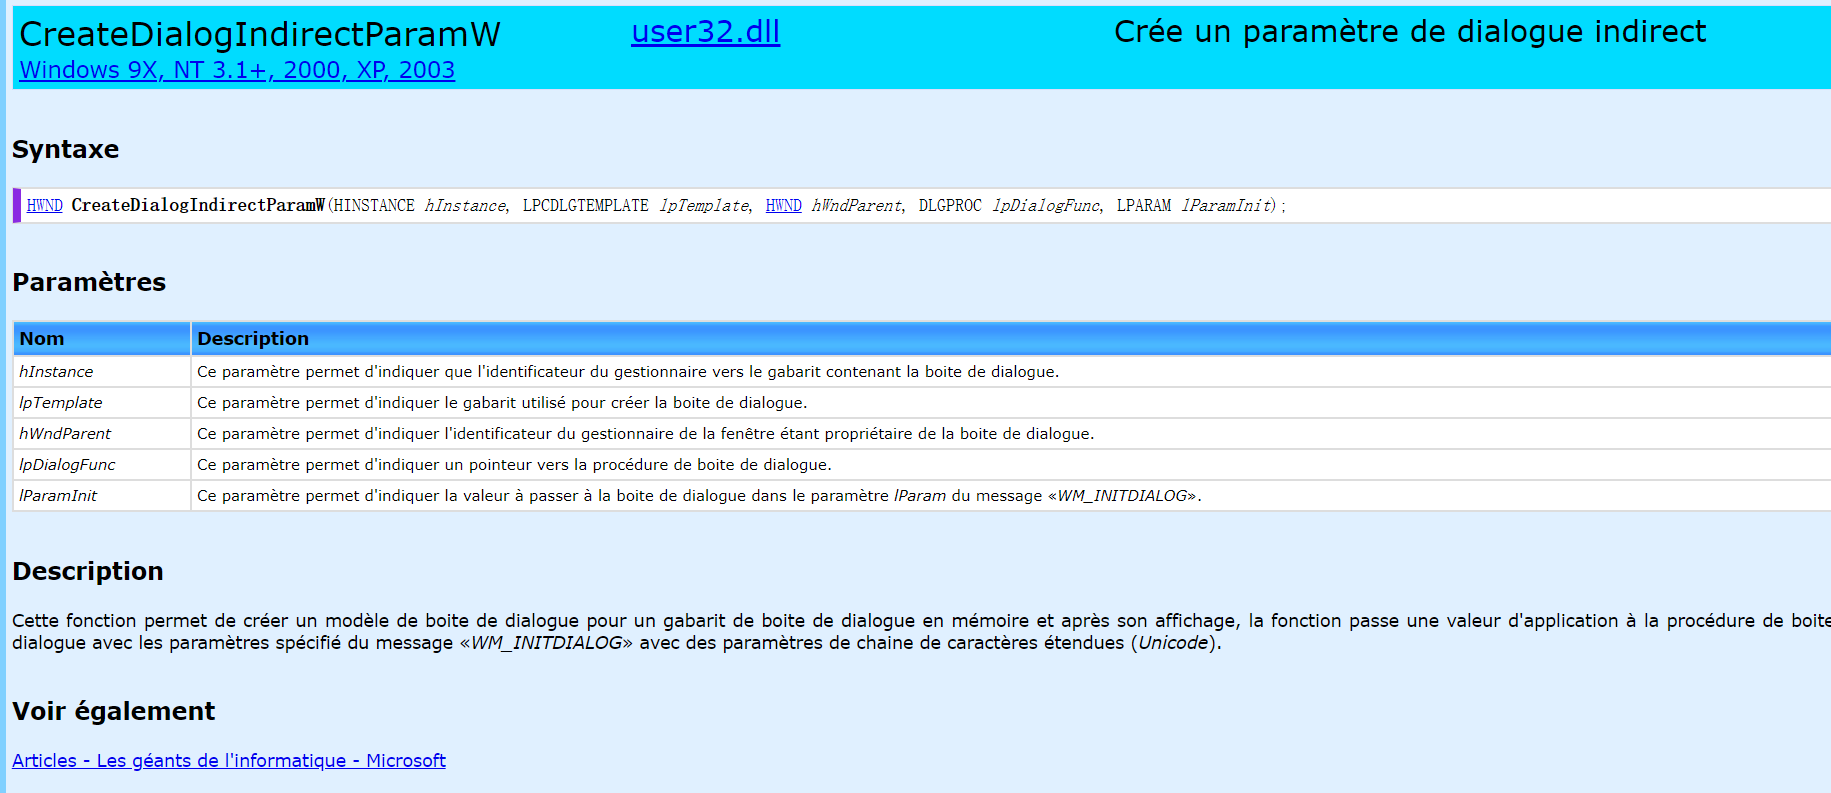 CreateDialogIndirectParamW
user32.dll
Crée un paramètre de dialogue indirect
Windows 9X, NT 3.1+, 2000, XP, 2003
Syntaxe
HWND CreateDialogIndirectParamW(HINSTANCE hInstance, LPCDLGTEMPLATE lpTemplate, HWND hWndParent, DLGPROC lpDialogFunc, LPARAM lParamInit);
Paramètres
Nom Description
hInstance Ce paramètre permet d'indiquer que l'identificateur du gestionnaire vers le gabarit contenant la boite de dialogue.
lpTemplate Ce paramètre permet d'indiquer le gabarit utilisé pour créer la boite de dialogue.
hWndParent Ce paramètre permet d'indiquer l'identificateur du gestionnaire de la fenêtre étant propriétaire de la boite de dialogue.
lpDialogFunc Ce paramètre permet d'indiquer un pointeur vers la procédure de boite de dialogue.
lParamInit Ce paramètre permet d'indiquer la valeur à passer à la boite de dialogue dans le paramètre lParam du message «WM_INITDIALOG».
Description
Cette fonction permet de créer un modèle de boite de dialogue pour un gabarit de boite de dialogue en mémoire et après son affichage, la fonction passe une valeur d'application à la procédure de boite
dialogue avec les paramètres spécifié du message «WM_INITDIALOG» avec des paramètres de chaine de caractères étendues (Unicode).
Voir également
Articles - Les géants de l'informatique - Microsoft